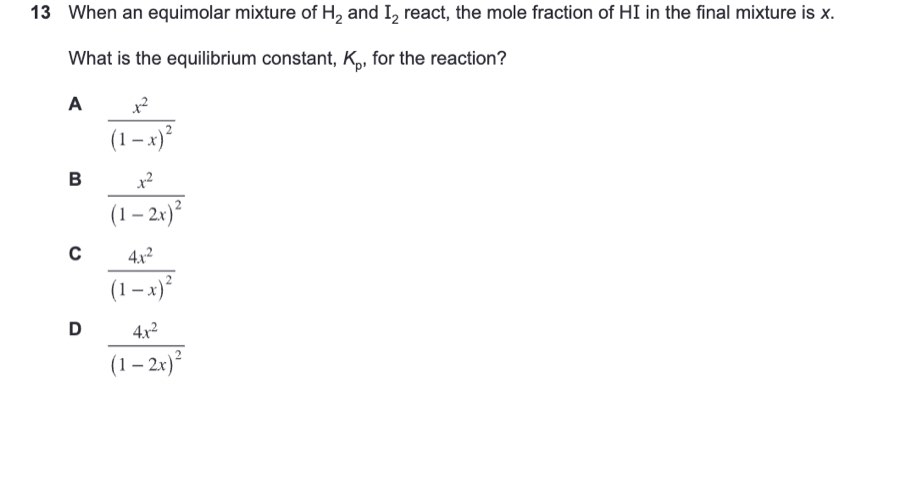 13 When an equimolar mixture of H₂ and I₂ react, the mole fraction of HI in the final mixture is x.
What is the equilibrium constant, Kₚ, for the reaction?
A x² / (1 – x)²
B x² / (1 – 2x)²
C 4x² / (1 – x)²
D 4x² / (1 – 2x)²